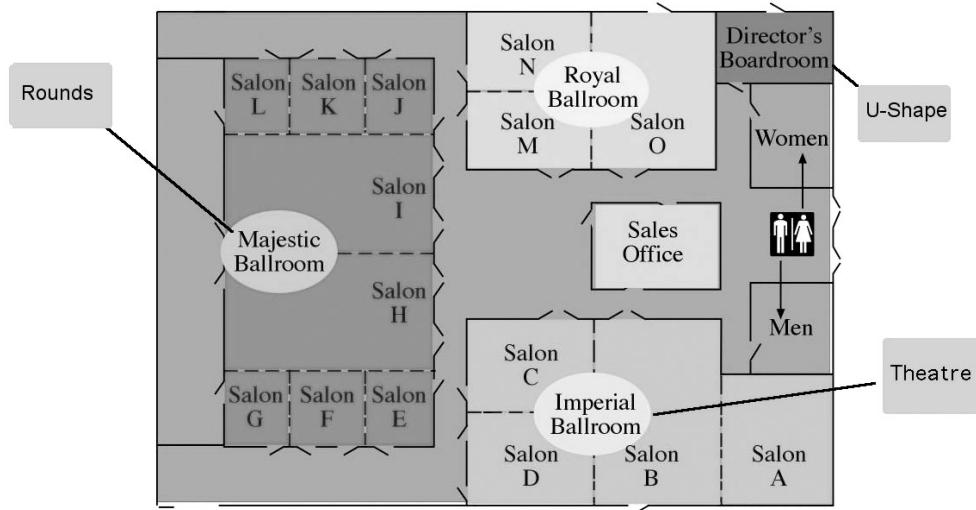 Rounds
U-Shape
Theatre
Salon
L
Salon
K
Salon
J
Salon
I
Majestic
Ballroom
Salon
H
Salon
G
Salon
F
Salon
E
Salon
N
Royal
Ballroom
Salon
M
Salon
O
Director's
Boardroom
Women
Sales
Office
Men
Salon
C
Imperial
Ballroom
Salon
D
Salon
B
Salon
A